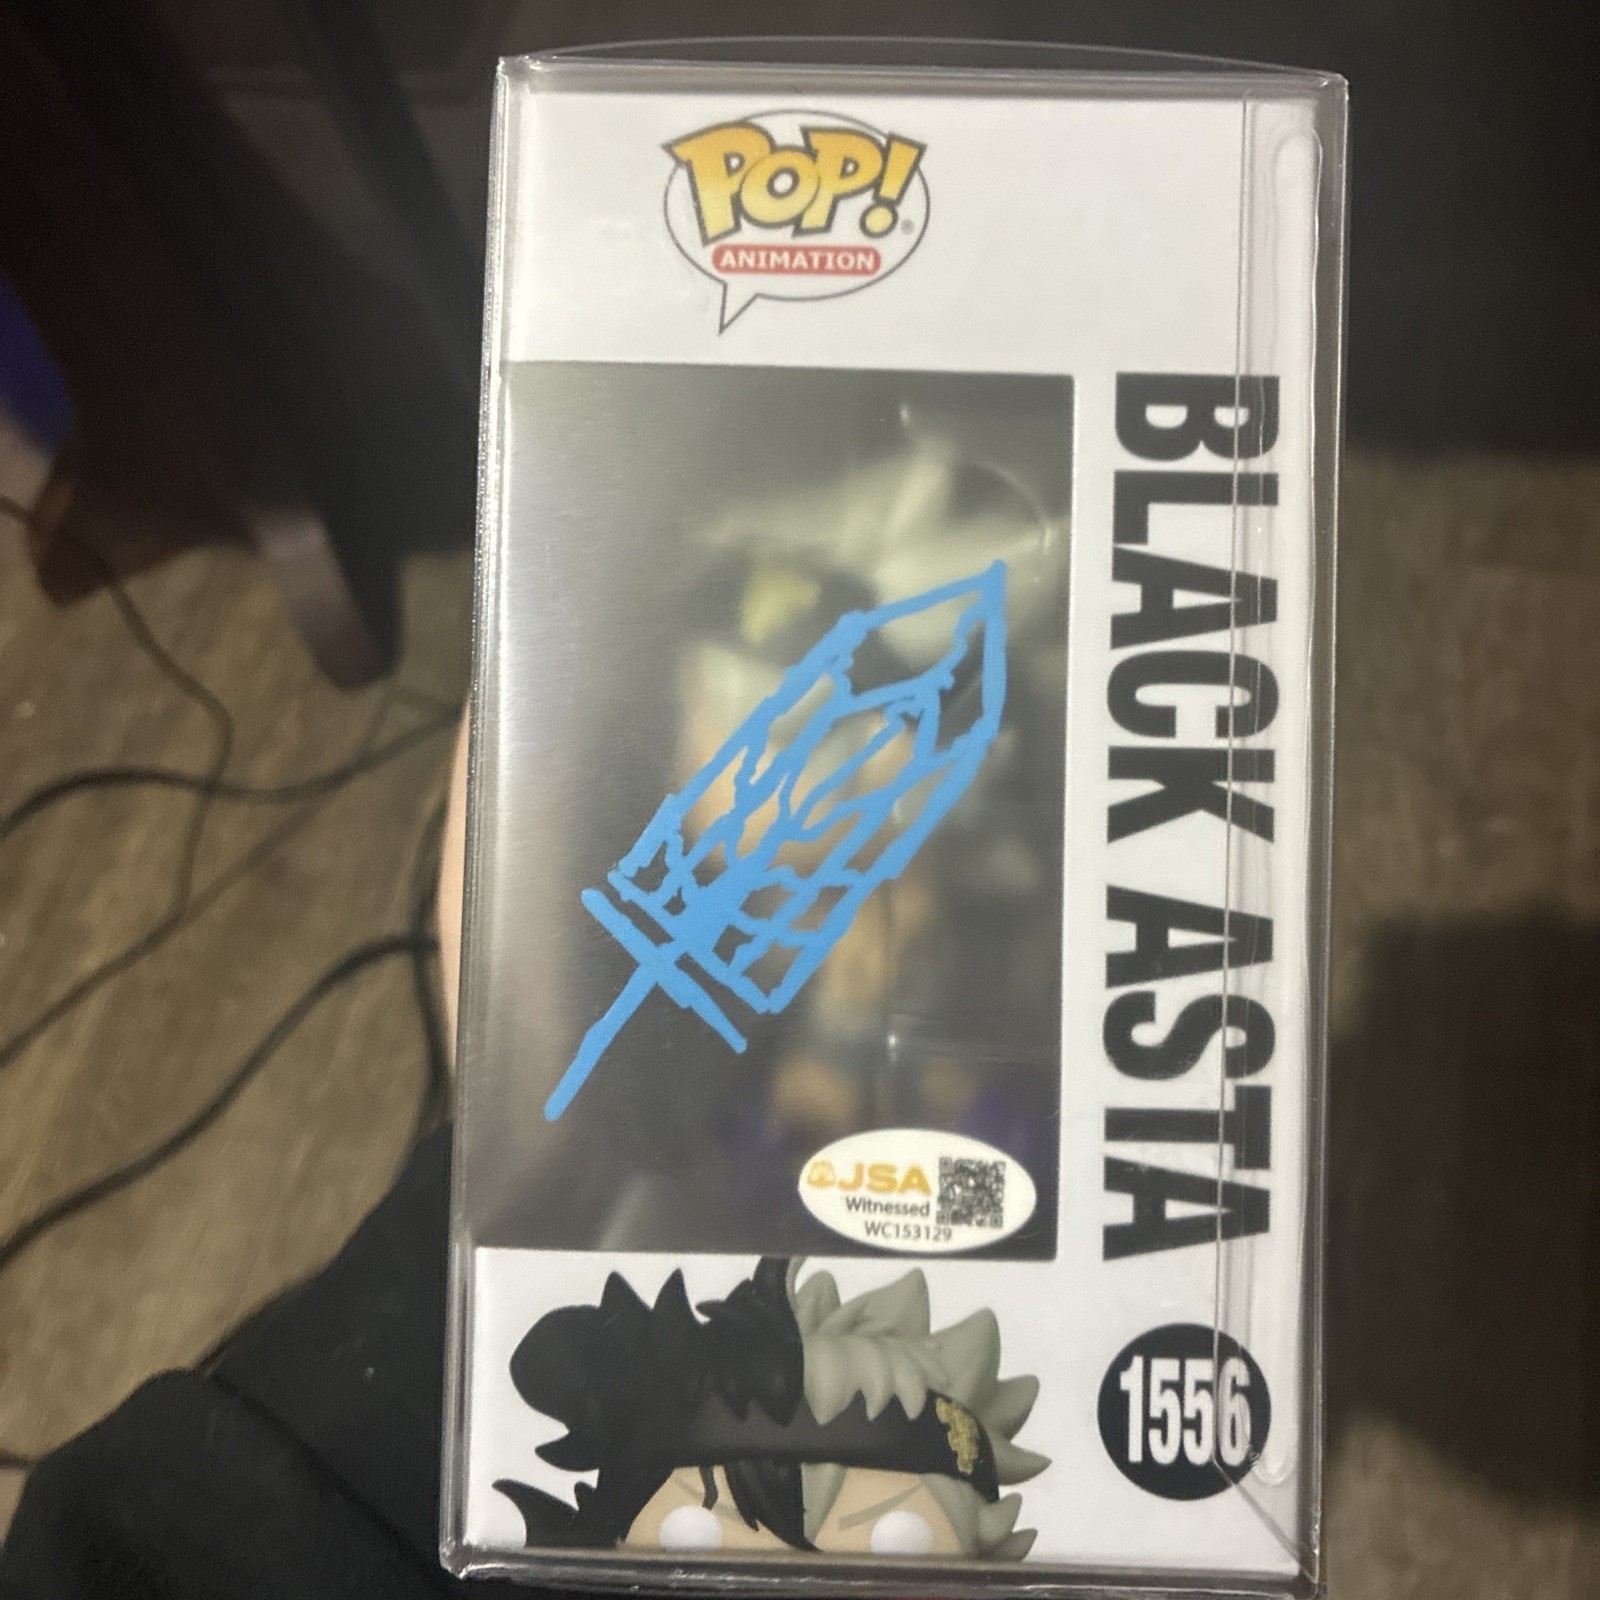 POP!
ANIMATION
BLACK ASTA
1556
JSA
Witnessed
WC153129